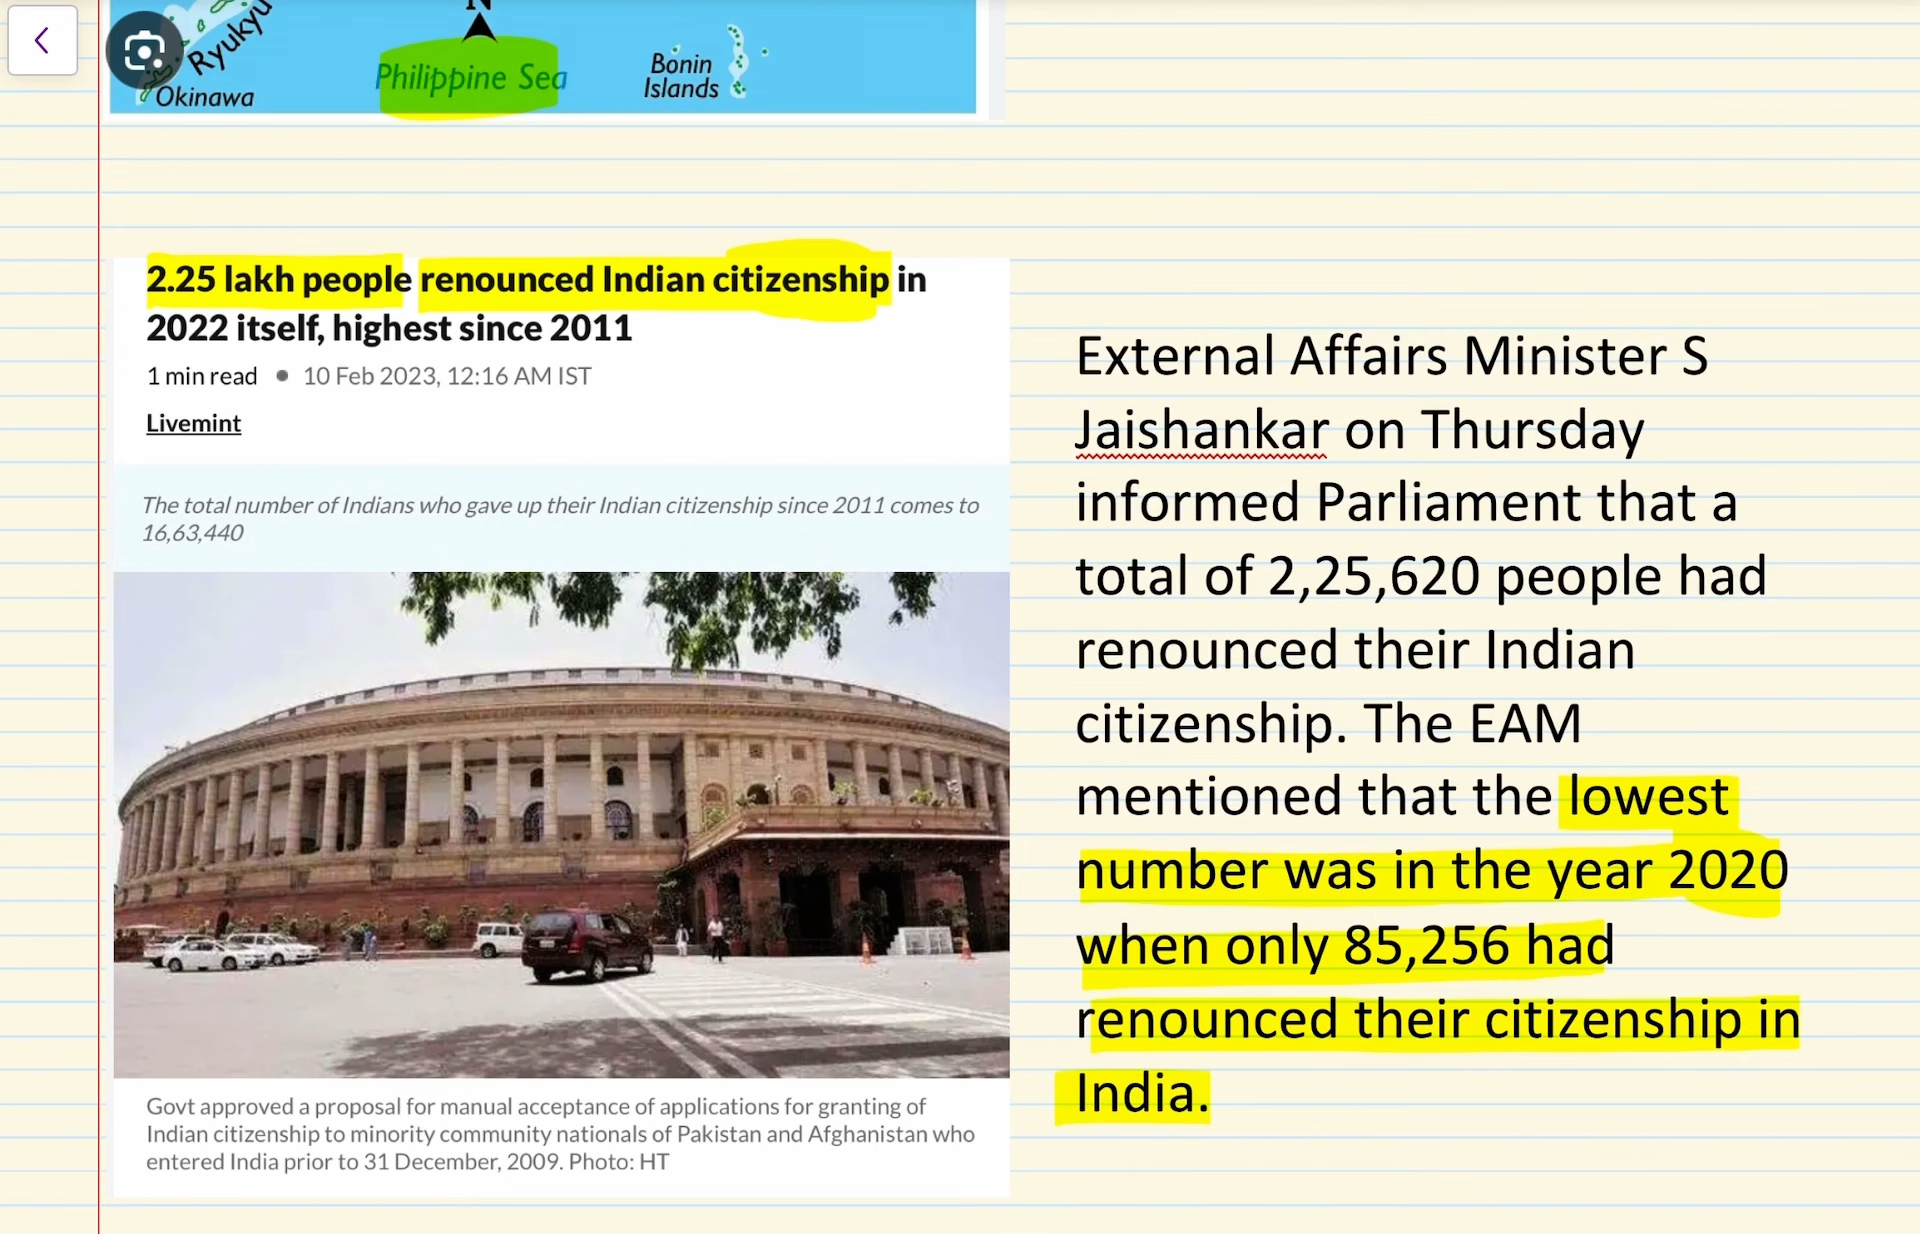 N
Ryukyu
Okinawa
Philippine Sea
Bonin
Islands
2.25 lakh people renounced Indian citizenship in
2022 itself, highest since 2011
1 min read • 10 Feb 2023, 12:16 AM IST
Livemint
The total number of Indians who gave up their Indian citizenship since 2011 comes to
16,63,440
Govt approved a proposal for manual acceptance of applications for granting of
Indian citizenship to minority community nationals of Pakistan and Afghanistan who
entered India prior to 31 December, 2009. Photo: HT
External Affairs Minister S
Jaishankar on Thursday
informed Parliament that a
total of 2,25,620 people had
renounced their Indian
citizenship. The EAM
mentioned that the lowest
number was in the year 2020
when only 85,256 had
renounced their citizenship in
India.